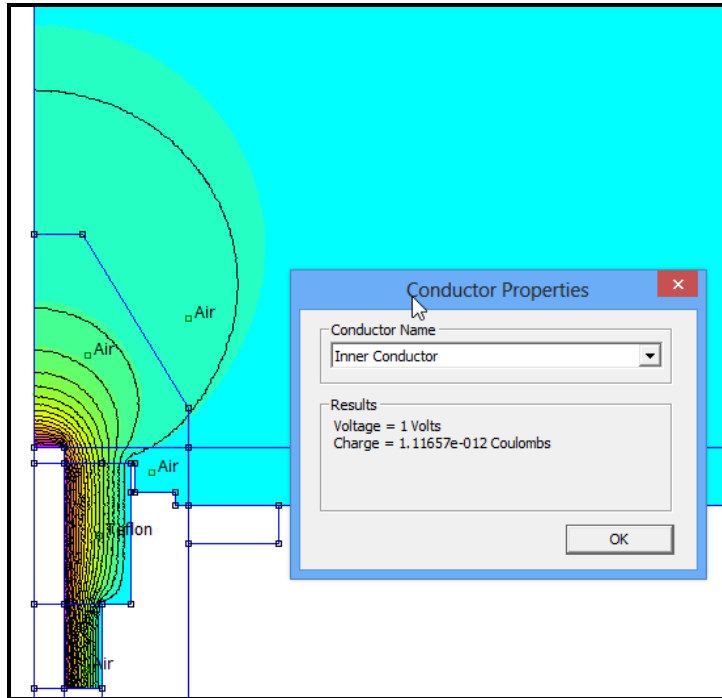 Air
Air
Air
Teflon
Air
Conductor Properties
Conductor Name
Inner Conductor
Results
Voltage = 1 Volts
Charge = 1.11657e-012 Coulombs
OK